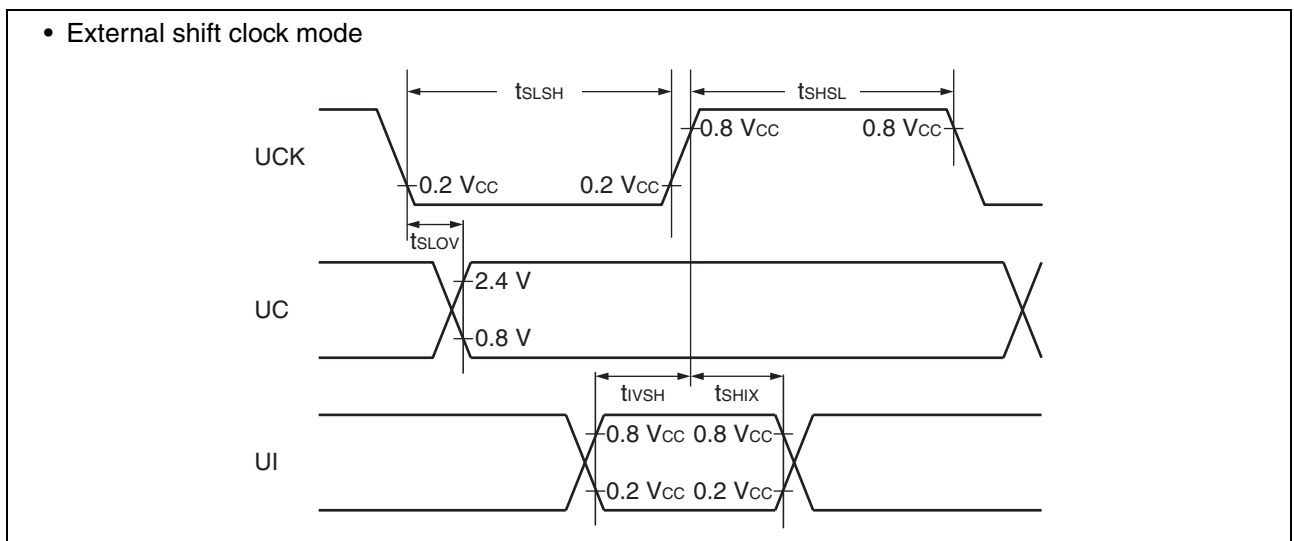 • External shift clock mode
tSLSH
tSHSL
0.8 VCC
0.8 VCC
UCK
0.2 VCC
0.2 VCC
tSLOV
2.4 V
UC
0.8 V
tIVSH
tSHIX
0.8 VCC
0.8 VCC
UI
0.2 VCC
0.2 VCC